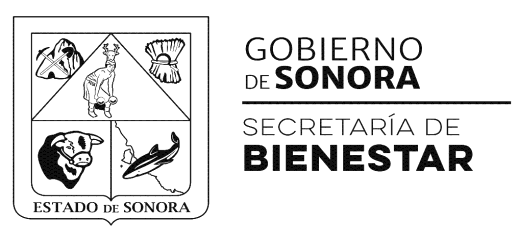 ESTADO DE SONORA
GOBIERNO
DE SONORA
SECRETARÍA DE
BIENESTAR